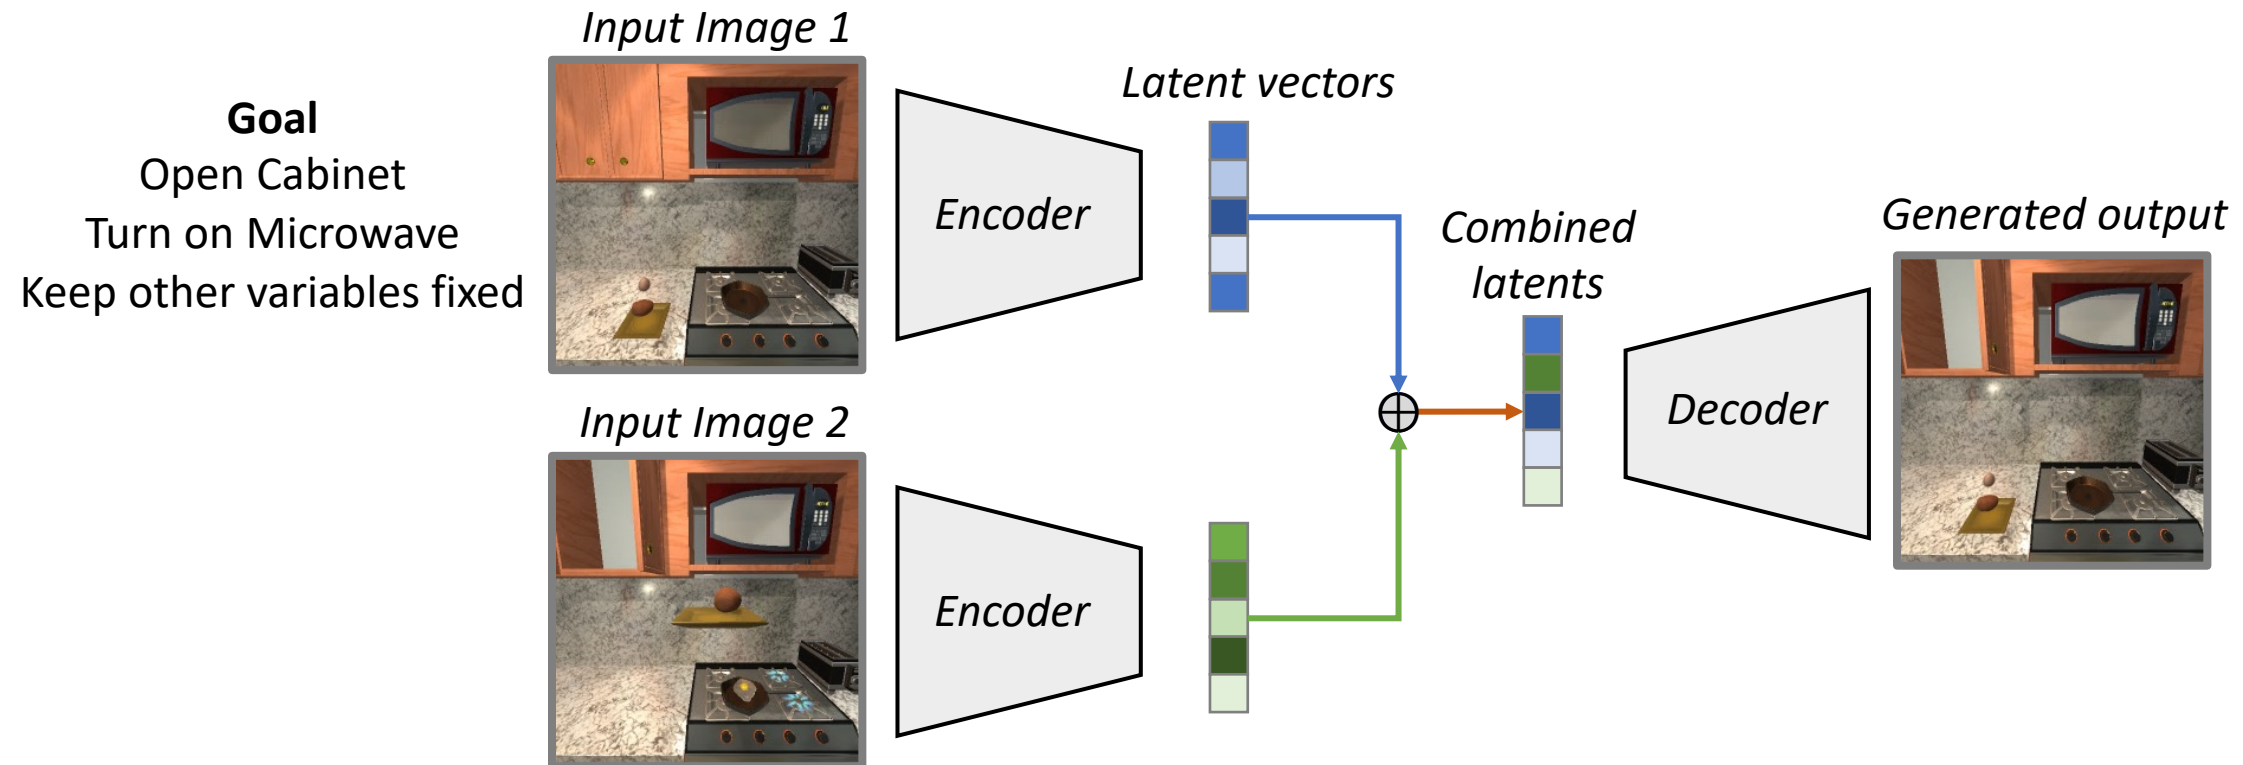 Goal
Open Cabinet
Turn on Microwave
Keep other variables fixed
Input Image 1
Encoder
Latent vectors
Input Image 2
Encoder
Combined
latents
Decoder
Generated output